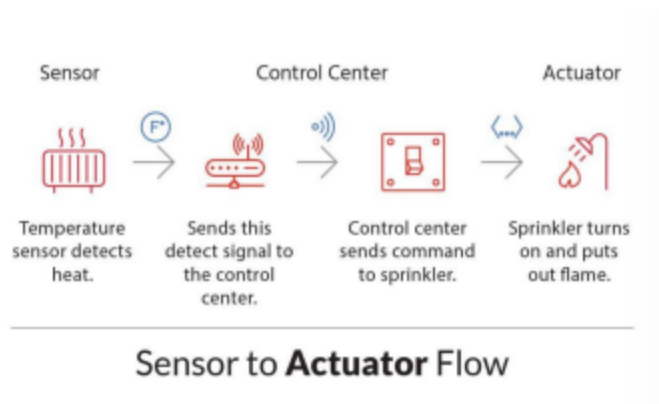 Sensor
Control Center
Actuator
F°
Temperature
sensor detects
heat.
Sends this
detect signal to
the control
center.
Control center
sends command
to sprinkler.
Sprinkler turns
on and puts
out flame.
Sensor to Actuator Flow